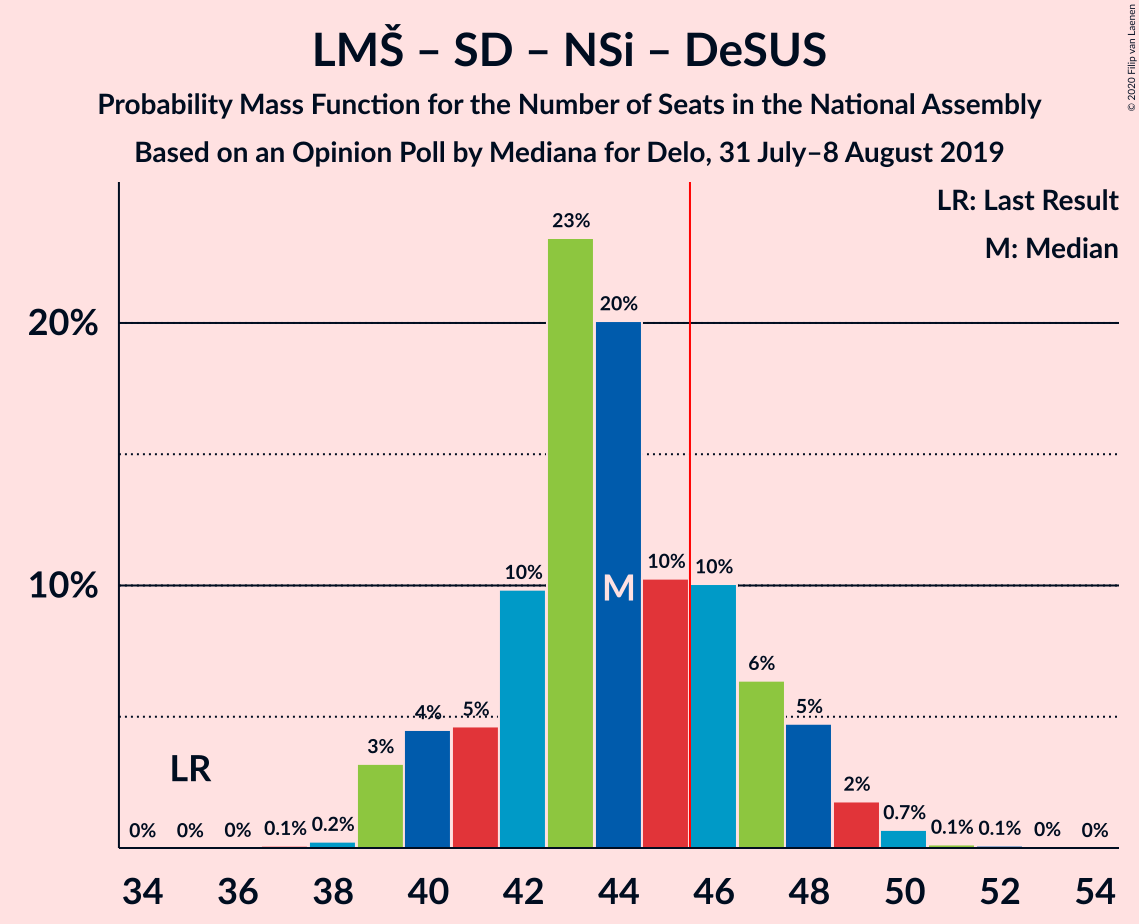 LMŠ – SD – NSi – DeSUS
Probability Mass Function for the Number of Seats in the National Assembly
Based on an Opinion Poll by Mediana for Delo, 31 July–8 August 2019
© 2020 Filip van Laenen
LR: Last Result
M: Median
23%
20%
20%
10%
10%
10%
10%
M
6%
5%
4%
5%
3%
LR
2%
0.7%
0% 0% 0% 0.1% 0.2%
0.1% 0.1% 0% 0%
34 36 38 40 42 44 46 48 50 52 54